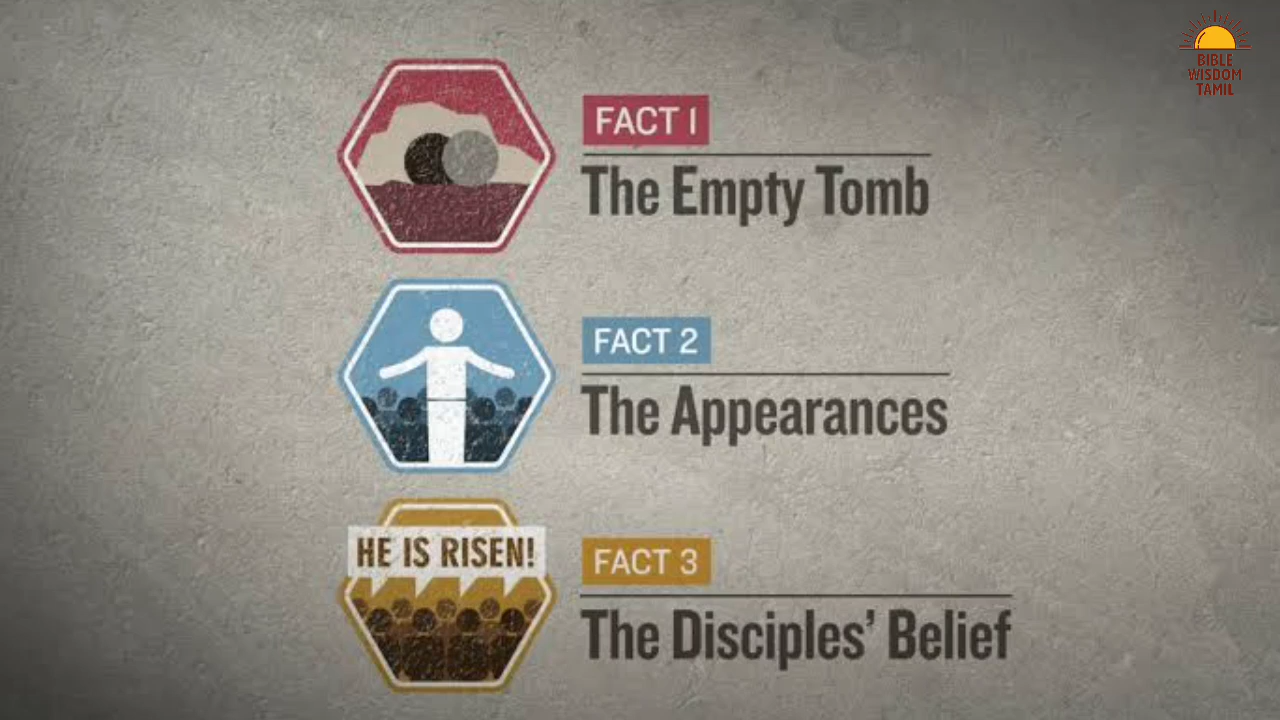 BIBLE
WISDOM
TAMIL
FACT 1
The Empty Tomb
FACT 2
The Appearances
HE IS RISEN!
FACT 3
The Disciples’ Belief